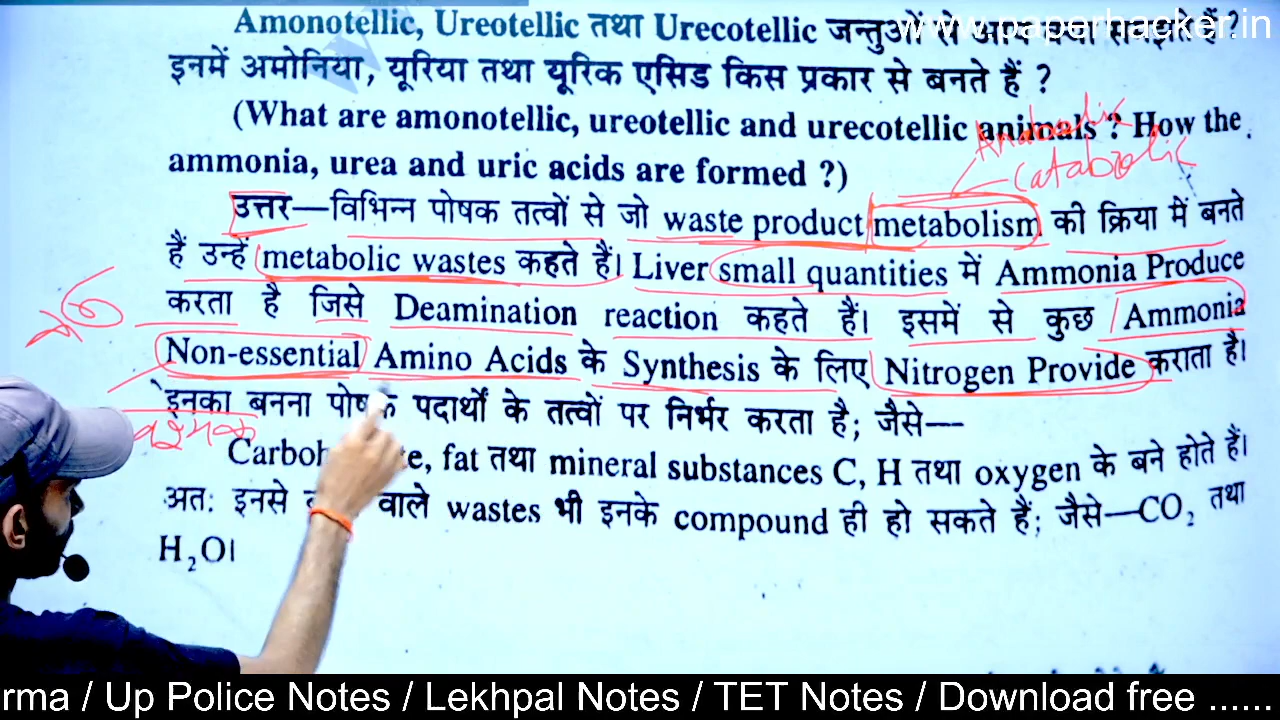 Amonotellic, Ureotellic तथा Urecotellic जन्तुओं से आप क्या समझते हैं ?
www.paperhacker.in
इनमें अमोनिया, यूरिया तथा यूरिक एसिड किस प्रकार से बनते हैं ?
(What are amonotellic, ureotellic and urecotellic animals ? How the
Anabolic
ammonia, urea and uric acids are formed ?)
Catabolic
उत्तर—विभिन्न पोषक तत्वों से जो waste product metabolism की क्रिया में बनते
हैं उन्हें metabolic wastes कहते हैं। Liver small quantities में Ammonia Produce
करता है जिसे Deamination reaction कहते हैं। इसमें से कुछ Ammonia
Non-essential Amino Acids के Synthesis के लिए Nitrogen Provide कराता है।
इनका बनना पोषक पदार्थों के तत्वों पर निर्भर करता है; जैसे—
fat तथा mineral substances C, H तथा oxygen के बने होते हैं।
अतः इनसे वाले wastes भी इनके compound ही हो सकते हैं; जैसे—CO₂ तथा
H₂O।
rma / Up Police Notes / Lekhpal Notes / TET Notes / Download free ......